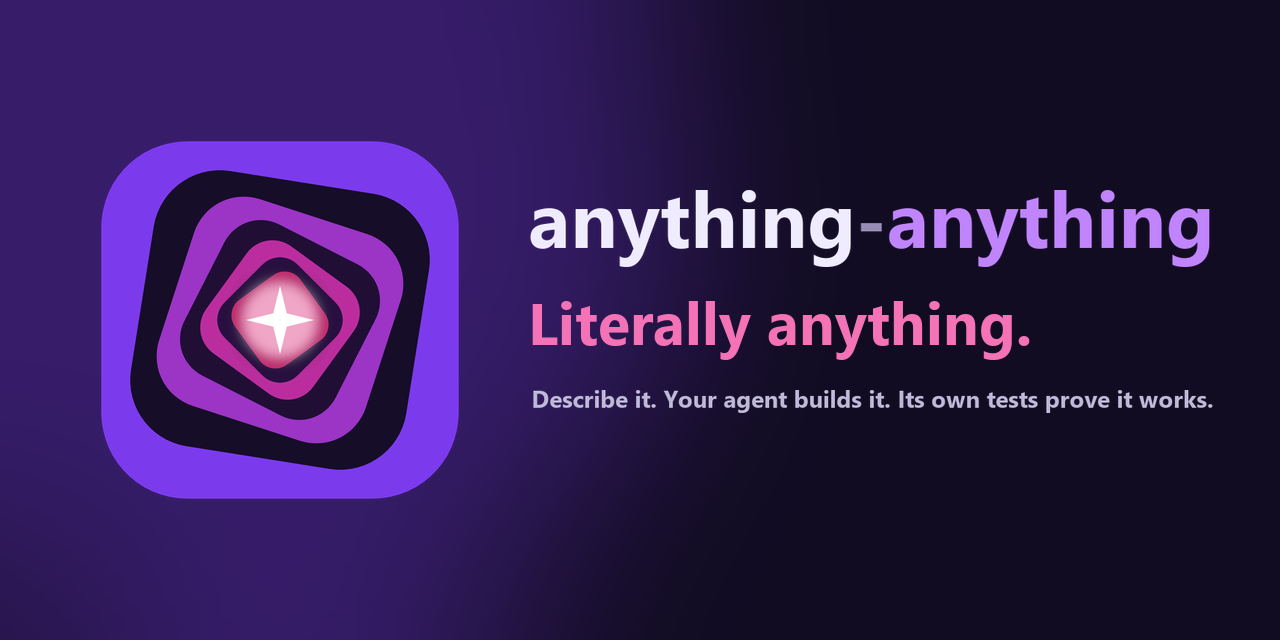 anything-anything
Literally anything.
Describe it. Your agent builds it. Its own tests prove it works.